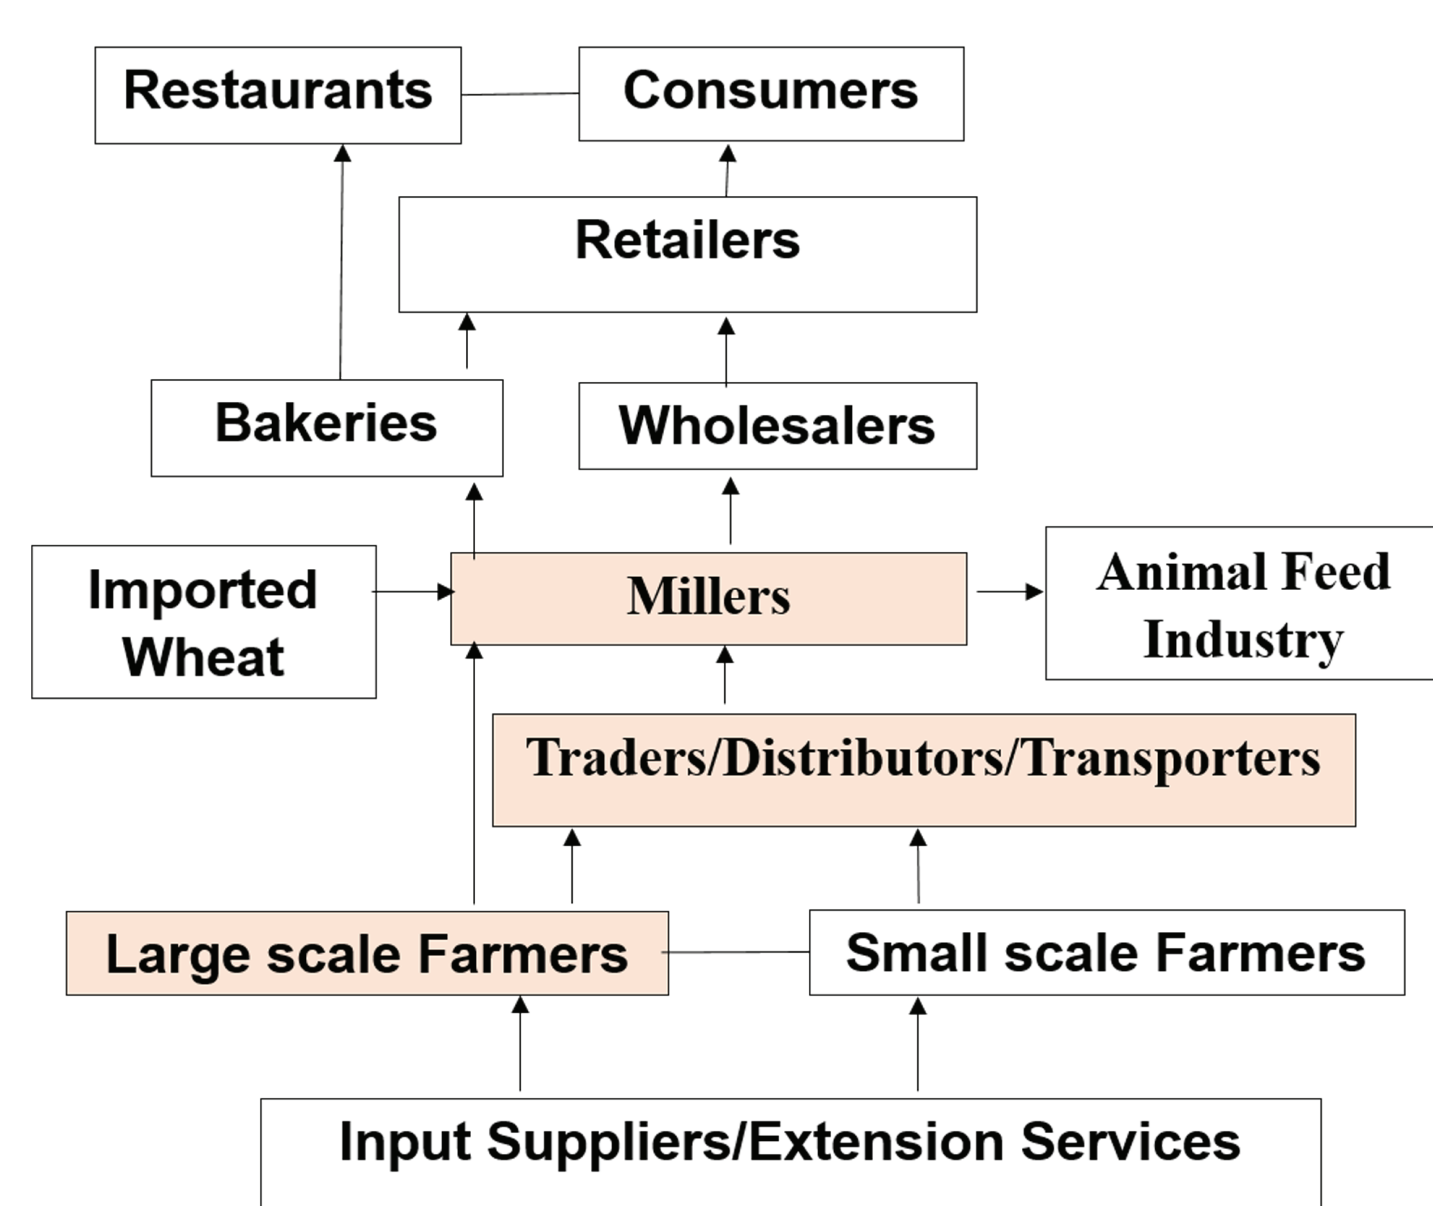 Restaurants
Consumers
Retailers
Bakeries
Wholesalers
Imported
Wheat
Millers
Animal Feed
Industry
Traders/Distributors/Transporters
Large scale Farmers
Small scale Farmers
Input Suppliers/Extension Services